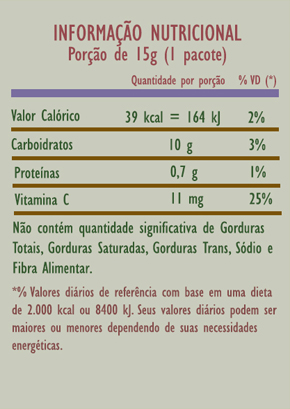 INFORMAÇÃO NUTRICIONAL
Porção de 15g (1 pacote)
Quantidade por porção % VD (*)
Valor Calórico 39 kcal = 164 kJ 2%
Carboidratos 10 g 3%
Proteínas 0,7 g 1%
Vitamina C 11 mg 25%
Não contém quantidade significativa de Gorduras
Totais, Gorduras Saturadas, Gorduras Trans, Sódio e
Fibra Alimentar.
*% Valores diários de referência com base em uma dieta
de 2.000 kcal ou 8400 kJ. Seus valores diários podem ser
maiores ou menores dependendo de suas necessidades
energéticas.